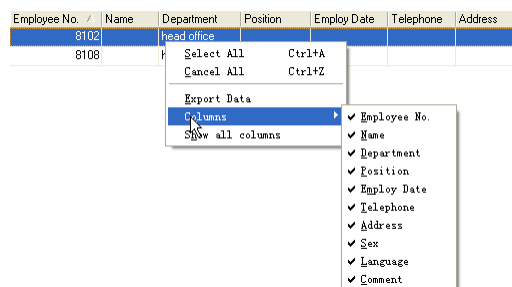 Employee No. Name Department Position Employ Date Telephone Address
8102 head office
8108 h
Select All Ctrl+A
Cancel All Ctrl+Z
Export Data
Columns
Show all columns
Employee No.
Name
Department
Position
Employ Date
Telephone
Address
Sex
Language
Comment